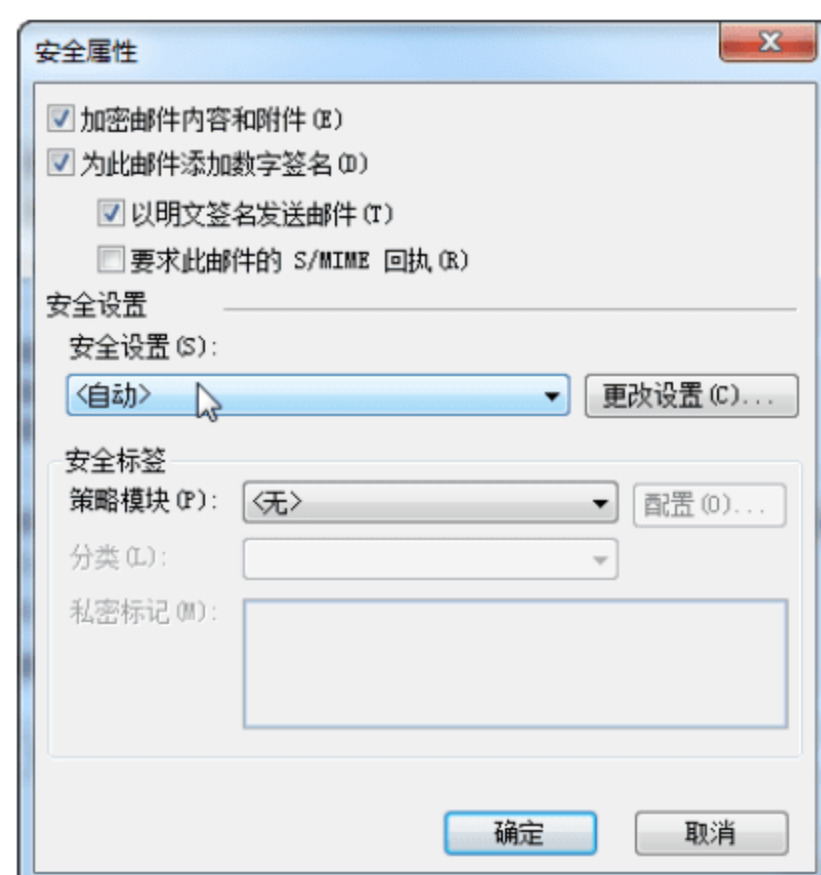 安全属性
加密邮件内容和附件(E)
为此邮件添加数字签名(D)
以明文签名发送邮件(T)
要求此邮件的 S/MIME 回执(R)
安全设置
安全设置(S):
<自动>
更改设置(C)...
安全标签
策略模块(P):
<无>
配置(O)...
分类(L):
私密标记(M):
确定
取消